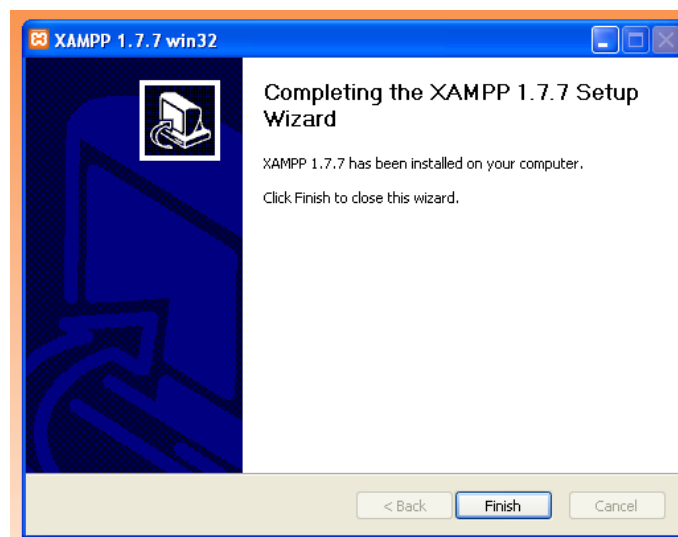 XAMPP 1.7.7 win32
Completing the XAMPP 1.7.7 Setup
Wizard
XAMPP 1.7.7 has been installed on your computer.
Click Finish to close this wizard.
< Back
Finish
Cancel